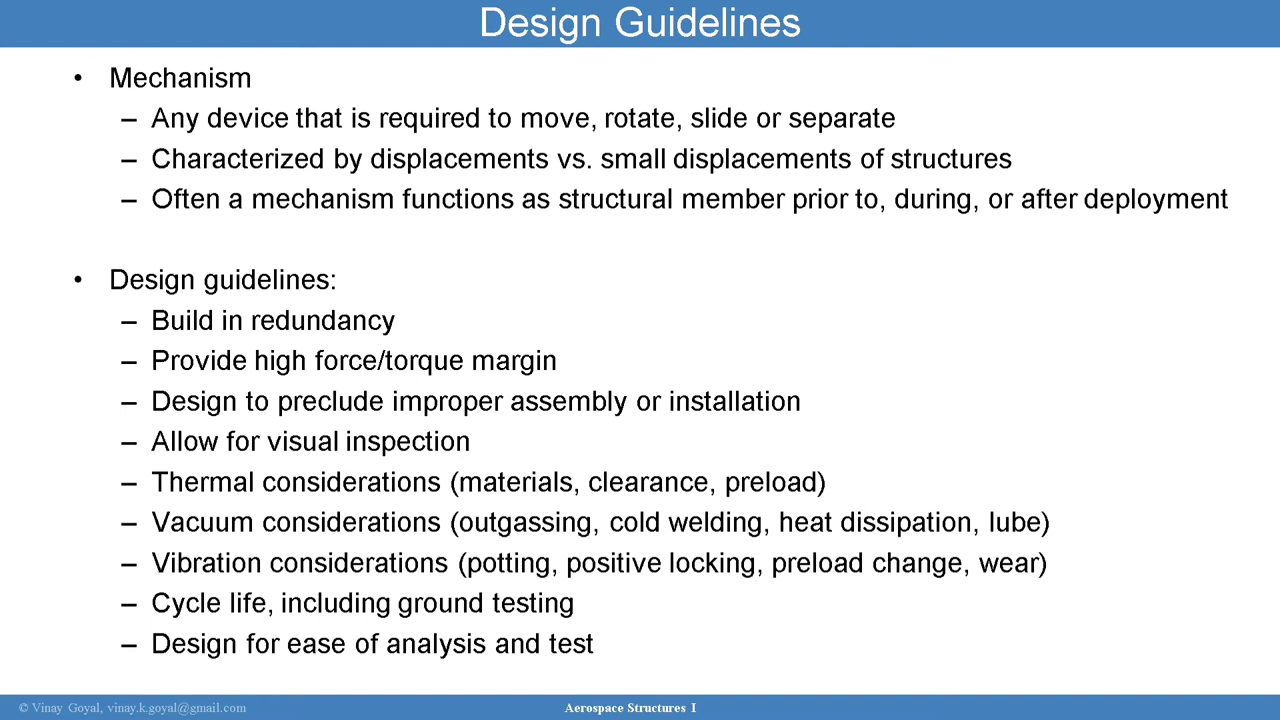 Design Guidelines
• Mechanism
– Any device that is required to move, rotate, slide or separate
– Characterized by displacements vs. small displacements of structures
– Often a mechanism functions as structural member prior to, during, or after deployment
• Design guidelines:
– Build in redundancy
– Provide high force/torque margin
– Design to preclude improper assembly or installation
– Allow for visual inspection
– Thermal considerations (materials, clearance, preload)
– Vacuum considerations (outgassing, cold welding, heat dissipation, lube)
– Vibration considerations (potting, positive locking, preload change, wear)
– Cycle life, including ground testing
– Design for ease of analysis and test
© Vinay Goyal, vinay.k.goyal@gmail.com
Aerospace Structures I